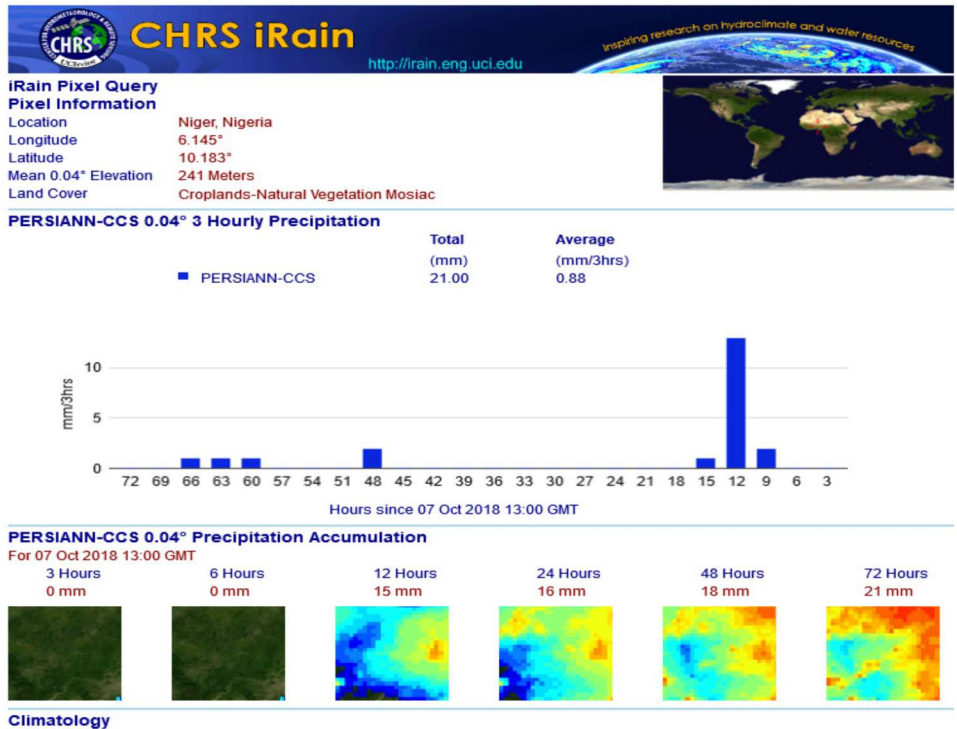 CENTER FOR HYDROMETEOROLOGY & REMOTE SENSING
CHRS
UCIrvine
CHRS iRain
http://irain.eng.uci.edu
Inspiring research on hydroclimate and water resources
iRain Pixel Query
Pixel Information
Location Niger, Nigeria
Longitude 6.145°
Latitude 10.183°
Mean 0.04° Elevation 241 Meters
Land Cover Croplands-Natural Vegetation Mosiac
PERSIANN-CCS 0.04° 3 Hourly Precipitation
Total Average
(mm) (mm/3hrs)
PERSIANN-CCS 21.00 0.88
10
5
0
mm/3hrs
72 69 66 63 60 57 54 51 48 45 42 39 36 33 30 27 24 21 18 15 12 9 6 3
Hours since 07 Oct 2018 13:00 GMT
PERSIANN-CCS 0.04° Precipitation Accumulation
For 07 Oct 2018 13:00 GMT
3 Hours 6 Hours 12 Hours 24 Hours 48 Hours 72 Hours
0 mm 0 mm 15 mm 16 mm 18 mm 21 mm
Climatology